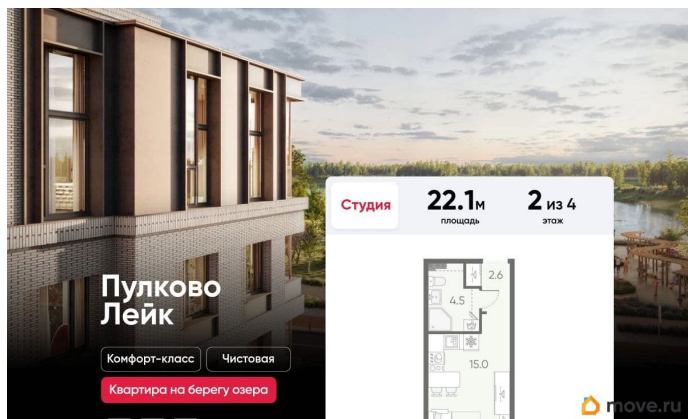 Студия
22.1м
площадь
2 из 4
этаж
2.6
4.5
15.0
Пулково
Лейк
Комфорт-класс
Чистовая
Квартира на берегу озера
move.ru